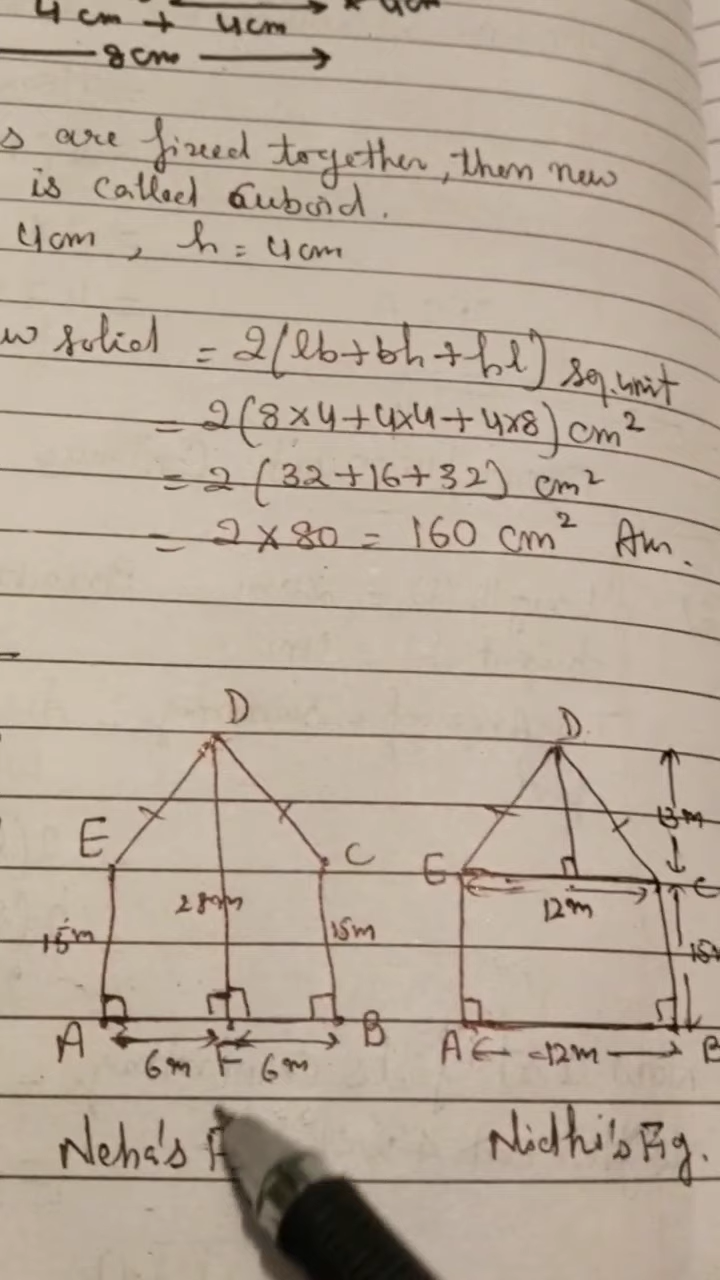 4 cm + 4cm
8cm
s are fixed together, then new
is called Cuboid.
4cm, h = 4cm
w solid = 2(lb+bh+hl) sq.unit
= 2(8×4+4×4+4×8) cm²
= 2 (32+16+32) cm²
= 2×80 = 160 cm² Ans.
D D
E C E C
28m 13m
12m
15m 15m 15
A F B A B
6m 6m 12m
Neha's F Nidhi's Fig.